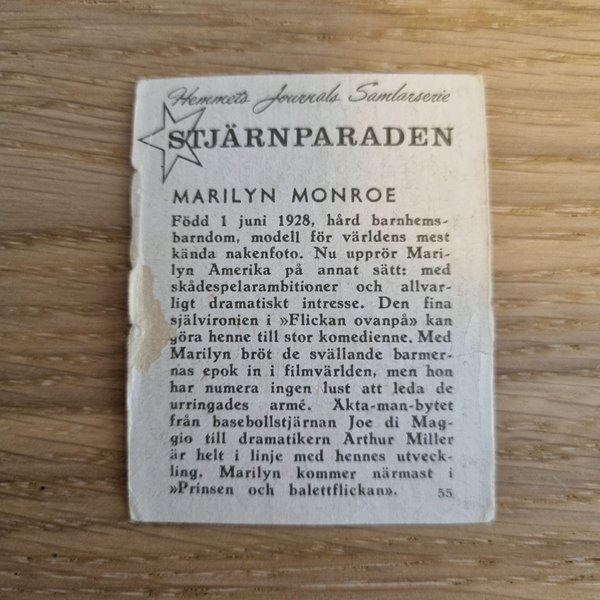 Hemmets Journals Samlarserie
STJÄRNPARADEN
MARILYN MONROE
Född 1 juni 1928, hård barnhems-
barndom, modell för världens mest
kända nakenfoto. Nu upprör Mari-
lyn Amerika på annat sätt: med
skådespelarambitioner och allvar-
ligt dramatiskt intresse. Den fina
självironien i »Flickan ovanpå» kan
göra henne till stor komedienne. Med
Marilyn bröt de svällande barmer-
nas epok in i filmvärlden, men hon
har numera ingen lust att leda de
urringades armé. Äkta-man-bytet
från basebollstjärnan Joe di Mag-
gio till dramatikern Arthur Miller
är helt i linje med hennes utveck-
ling. Marilyn kommer närmast i
»Prinsen och balettflickan». 55